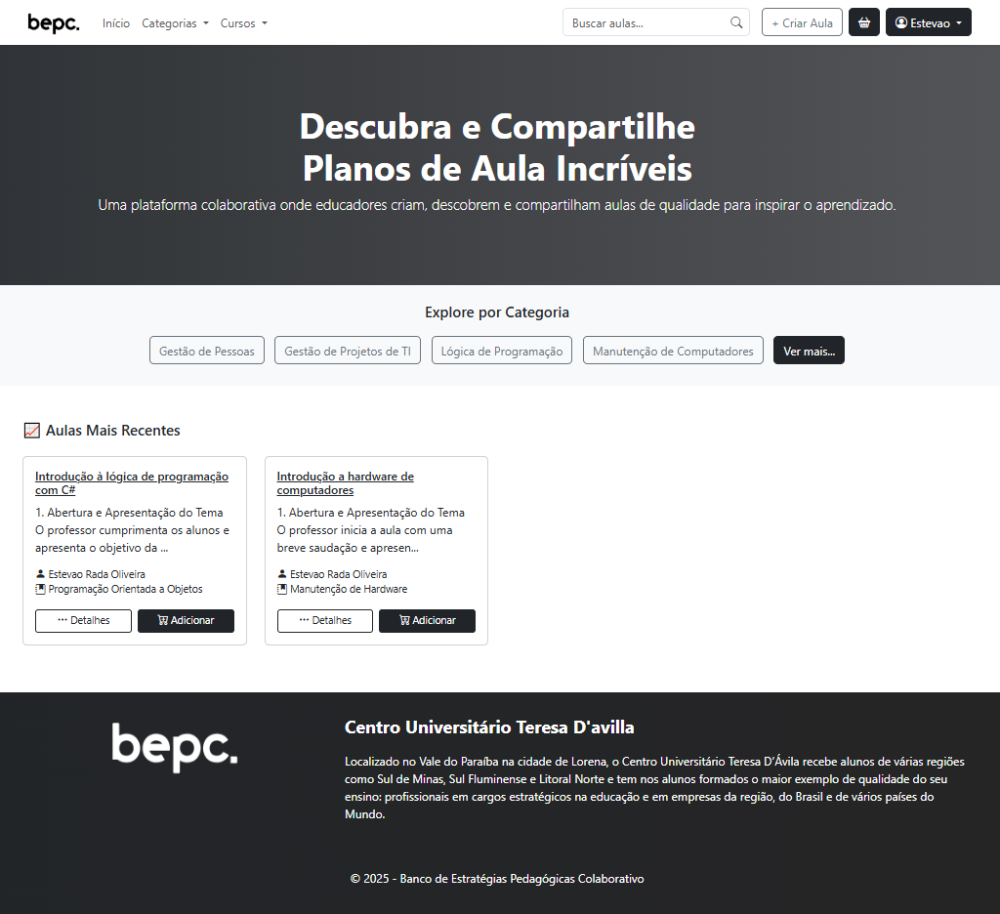 bepc. Início Categorias Cursos Buscar aulas... + Criar Aula Estevao
Descubra e Compartilhe
Planos de Aula Incríveis
Uma plataforma colaborativa onde educadores criam, descobrem e compartilham aulas de qualidade para inspirar o aprendizado.
Explore por Categoria
Gestão de Pessoas Gestão de Projetos de TI Lógica de Programação Manutenção de Computadores Ver mais...
Aulas Mais Recentes
Introdução à lógica de programação
com C#
1. Abertura e Apresentação do Tema
O professor cumprimenta os alunos e
apresenta o objetivo da ...
Estevao Rada Oliveira
Programação Orientada a Objetos
Detalhes Adicionar
Introdução a hardware de
computadores
1. Abertura e Apresentação do Tema
O professor inicia a aula com uma
breve saudação e apresen...
Estevao Rada Oliveira
Manutenção de Hardware
Detalhes Adicionar
bepc.
Centro Universitário Teresa D'avilla
Localizado no Vale do Paraíba na cidade de Lorena, o Centro Universitário Teresa D’Ávila recebe alunos de várias regiões
como Sul de Minas, Sul Fluminense e Litoral Norte e tem nos alunos formados o maior exemplo de qualidade do seu
ensino: profissionais em cargos estratégicos na educação e em empresas da região, do Brasil e de vários países do
Mundo.
© 2025 - Banco de Estratégias Pedagógicas Colaborativo